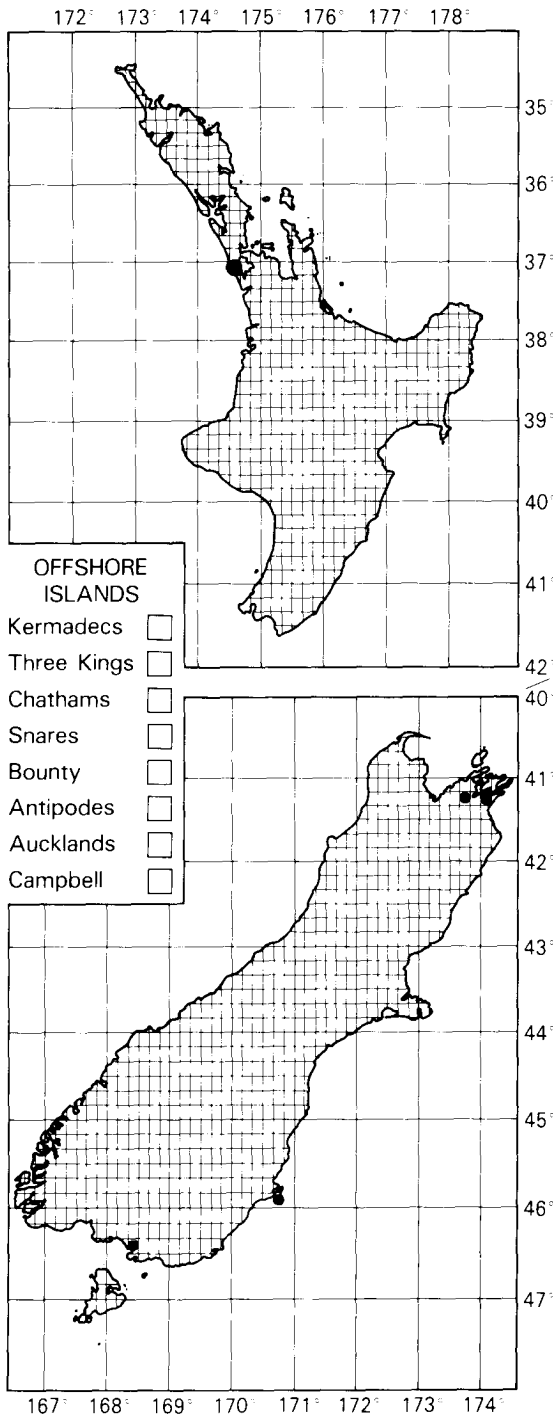 172° 173° 174° 175° 176° 177° 178°
35°
36°
37°
38°
39°
40°
41°
42°
OFFSHORE
ISLANDS
Kermadecs
Three Kings
Chathams
Snares
Bounty
Antipodes
Aucklands
Campbell
40°
41°
42°
43°
44°
45°
46°
47°
167° 168° 169° 170° 171° 172° 173° 174°